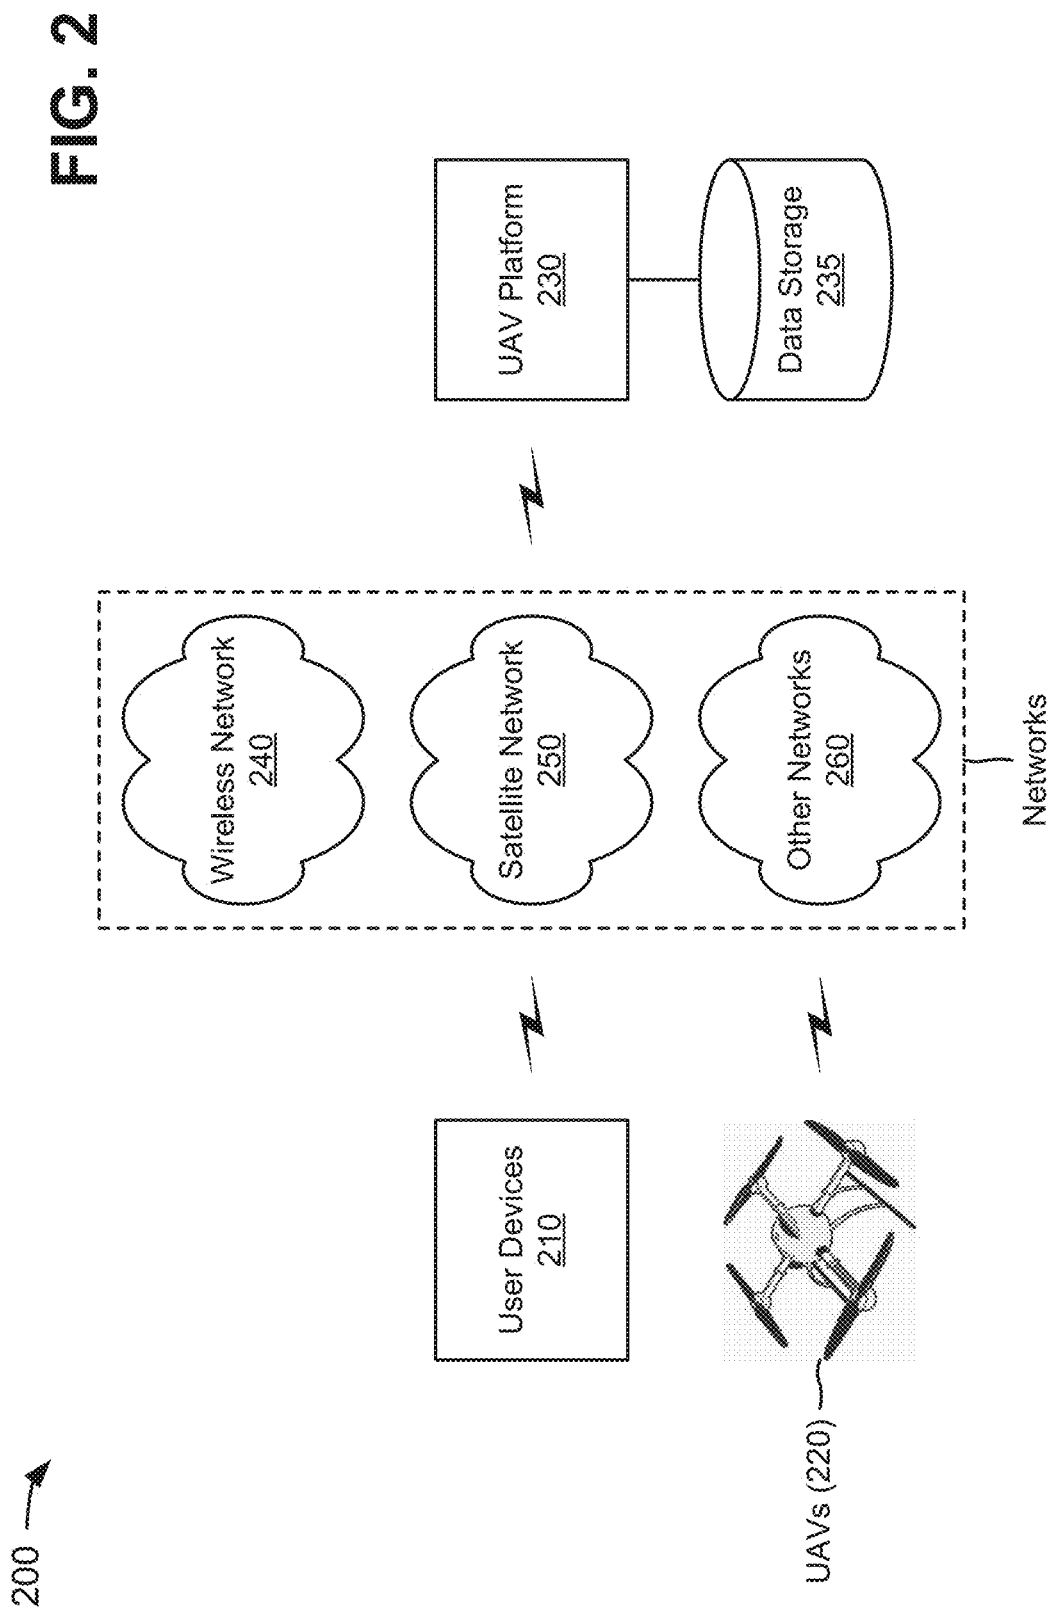 FIG. 2
200
Wireless Network
240
Satellite Network
250
Other Networks
260
Networks
User Devices
210
UAVs (220)
UAV Platform
230
Data Storage
235